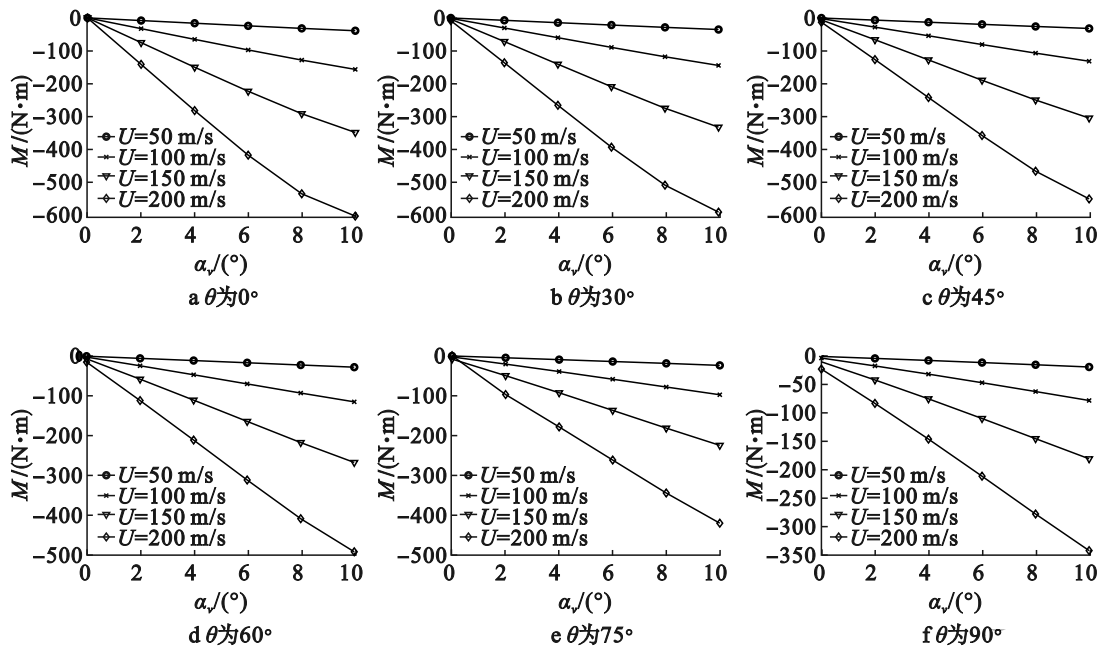 0
−100
−200
−300
−400
−500
−600
M/(N•m)
U=50 m/s
U=100 m/s
U=150 m/s
U=200 m/s
0 2 4 6 8 10
αv/(°)
a θ为0°
0
−100
−200
−300
−400
−500
−600
M/(N•m)
U=50 m/s
U=100 m/s
U=150 m/s
U=200 m/s
0 2 4 6 8 10
αv/(°)
b θ为30°
0
−100
−200
−300
−400
−500
−600
M/(N•m)
U=50 m/s
U=100 m/s
U=150 m/s
U=200 m/s
0 2 4 6 8 10
αv/(°)
c θ为45°
0
−100
−200
−300
−400
−500
M/(N•m)
U=50 m/s
U=100 m/s
U=150 m/s
U=200 m/s
0 2 4 6 8 10
αv/(°)
d θ为60°
0
−100
−200
−300
−400
−500
M/(N•m)
U=50 m/s
U=100 m/s
U=150 m/s
U=200 m/s
0 2 4 6 8 10
αv/(°)
e θ为75°
0
−50
−100
−150
−200
−250
−300
−350
M/(N•m)
U=50 m/s
U=100 m/s
U=150 m/s
U=200 m/s
0 2 4 6 8 10
αv/(°)
f θ为90°